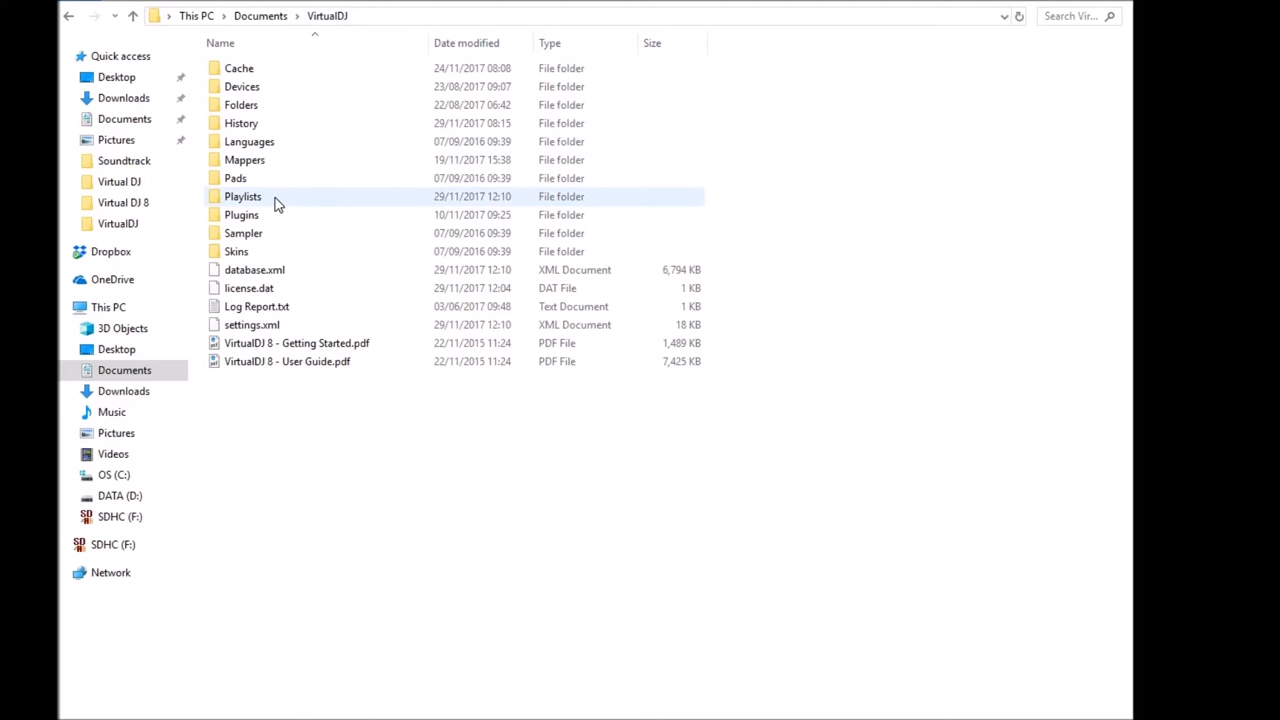 This PC > Documents > VirtualDJ
Search Vir...
Name Date modified Type Size
Quick access
Desktop
Downloads
Documents
Pictures
Soundtrack
Virtual DJ
Virtual DJ 8
VirtualDJ
Dropbox
OneDrive
This PC
3D Objects
Desktop
Documents
Downloads
Music
Pictures
Videos
OS (C:)
DATA (D:)
SDHC (F:)
SDHC (F:)
Network
Cache 24/11/2017 08:08 File folder
Devices 23/08/2017 09:07 File folder
Folders 22/08/2017 06:42 File folder
History 29/11/2017 08:15 File folder
Languages 07/09/2016 09:39 File folder
Mappers 19/11/2017 15:38 File folder
Pads 07/09/2016 09:39 File folder
Playlists 29/11/2017 12:10 File folder
Plugins 10/11/2017 09:25 File folder
Sampler 07/09/2016 09:39 File folder
Skins 07/09/2016 09:39 File folder
database.xml 29/11/2017 12:10 XML Document 6,794 KB
license.dat 29/11/2017 12:04 DAT File 1 KB
Log Report.txt 03/06/2017 09:48 Text Document 1 KB
settings.xml 29/11/2017 12:10 XML Document 18 KB
VirtualDJ 8 - Getting Started.pdf 22/11/2015 11:24 PDF File 1,489 KB
VirtualDJ 8 - User Guide.pdf 22/11/2015 11:24 PDF File 7,425 KB